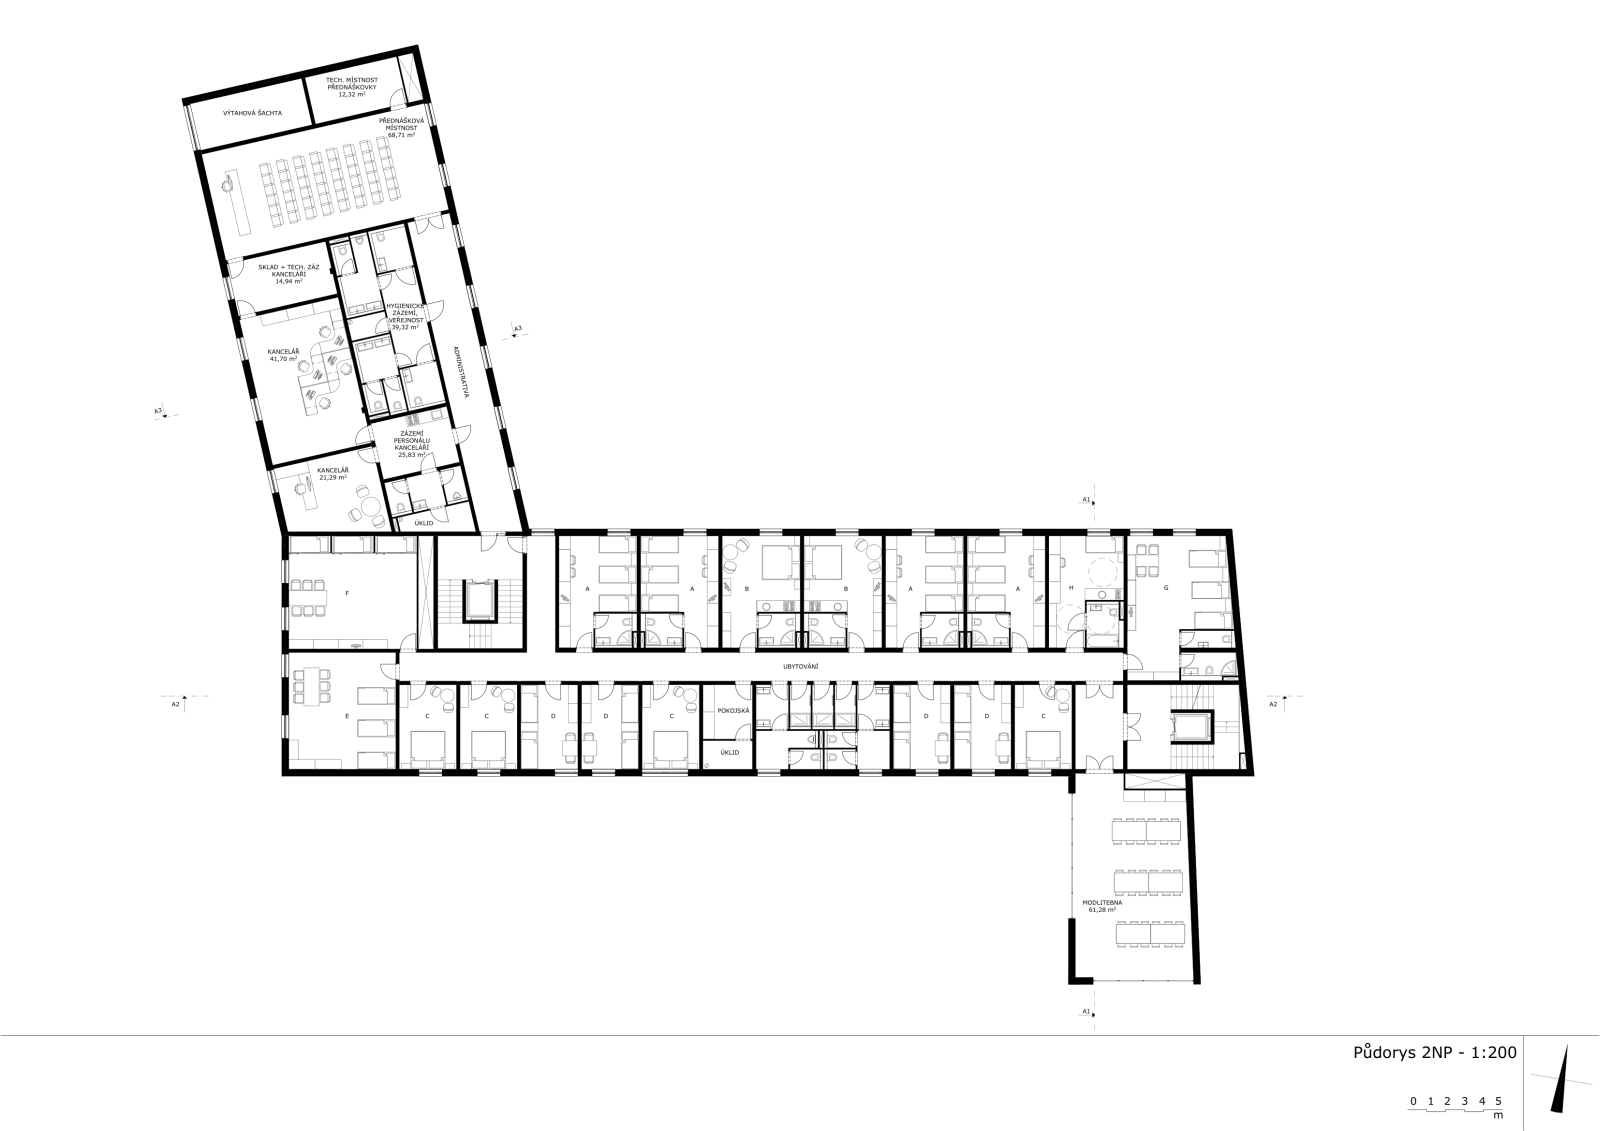 TECH. MÍSTNOST
PŘEDNÁŠKOVKY
12,32 m²
VÝTAHOVÁ ŠACHTA
PŘEDNÁŠKOVÁ
MÍSTNOST
68,71 m²
SKLAD + TECH. ZÁZ
KANCELÁŘÍ
14,94 m²
HYGIENICKÉ
ZÁZEMÍ,
VEŘEJNOST
39,32 m²
A3
KANCELÁŘ
41,70 m²
ADMINISTRATIVA
A3
ZÁZEMÍ
PERSONÁLU
KANCELÁŘÍ
25,83 m²
KANCELÁŘ
21,29 m²
ÚKLID
A1
F
A
A
B
B
A
A
H
G
UBYTOVÁNÍ
A2
A2
E
C
C
D
D
C
POKOJSKÁ
D
D
C
ÚKLID
MODLITEBNA
61,28 m²
A1
Půdorys 2NP - 1:200
0 1 2 3 4 5
m